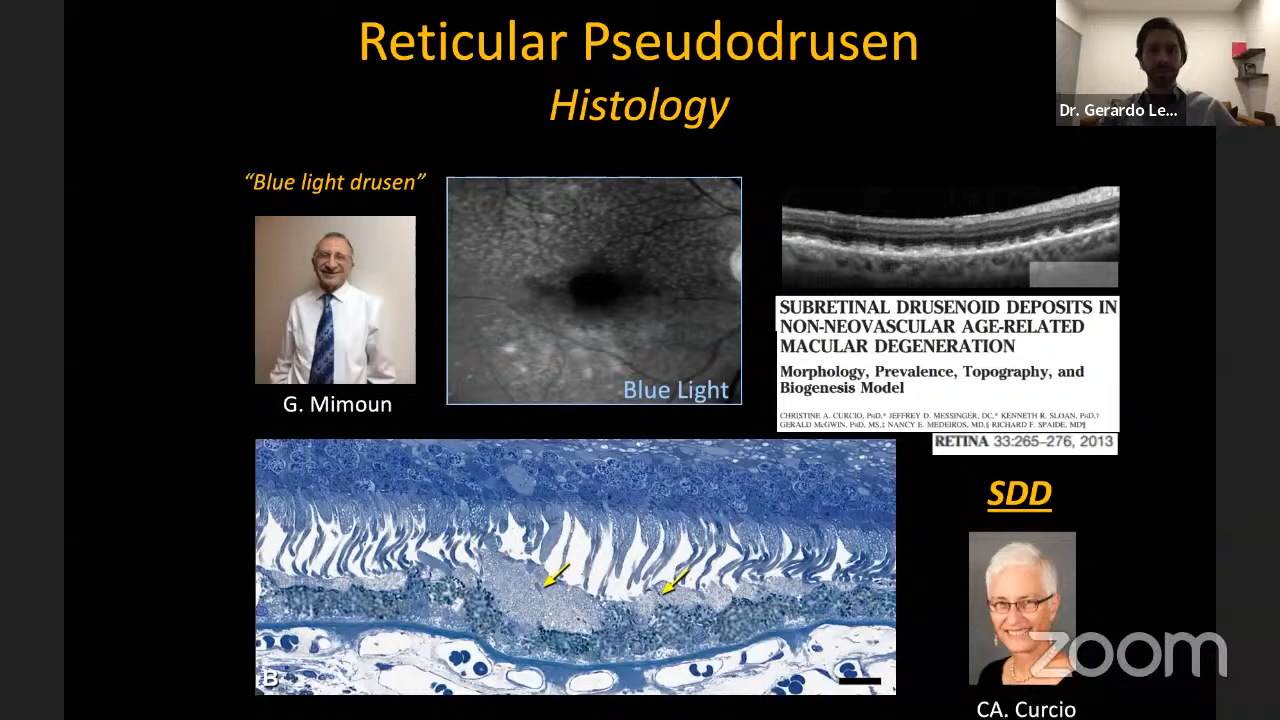 Reticular Pseudodrusen
Histology
Dr. Gerardo Le...
“Blue light drusen”
G. Mimoun
Blue Light
SUBRETINAL DRUSENOID DEPOSITS IN
NON-NEOVASCULAR AGE-RELATED
MACULAR DEGENERATION
Morphology, Prevalence, Topography, and
Biogenesis Model
CHRISTINE A. CURCIO, PHD,* JEFFREY D. MESSINGER, DC,* KENNETH R. SLOAN, PHD,†
GERALD McGWIN, PHD, MS,‡ NANCY E. MEDEIROS, MD,§ RICHARD F. SPAIDE, MD¶
RETINA 33:265–276, 2013
SDD
B
zoom
CA. Curcio